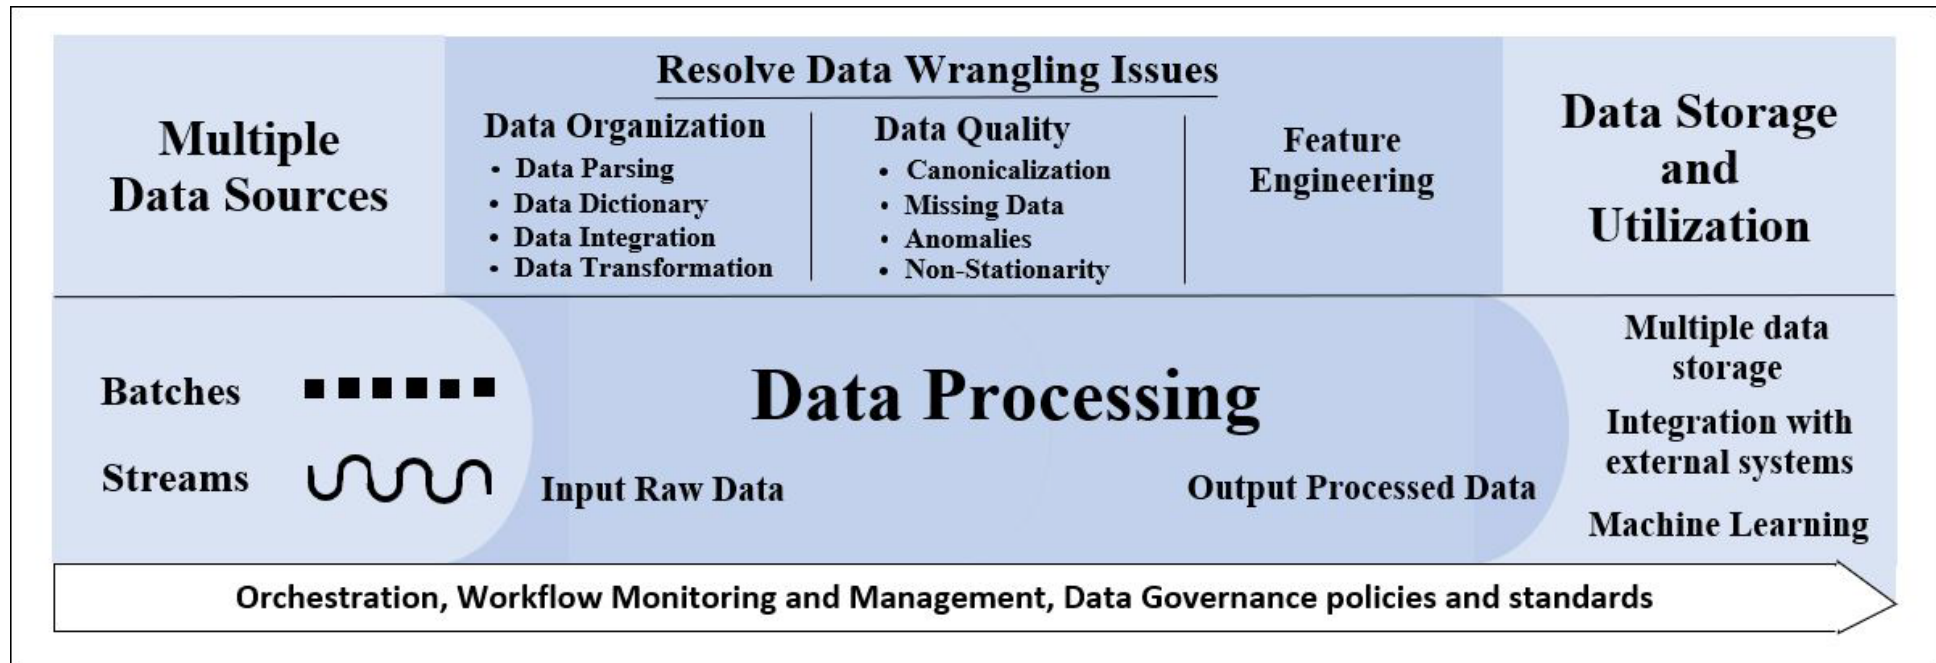 Multiple
Data Sources
Resolve Data Wrangling Issues
Data Organization
• Data Parsing
• Data Dictionary
• Data Integration
• Data Transformation
Data Quality
• Canonicalization
• Missing Data
• Anomalies
• Non-Stationarity
Feature
Engineering
Data Storage
and
Utilization
Batches
Streams
Input Raw Data
Data Processing
Output Processed Data
Multiple data
storage
Integration with
external systems
Machine Learning
Orchestration, Workflow Monitoring and Management, Data Governance policies and standards